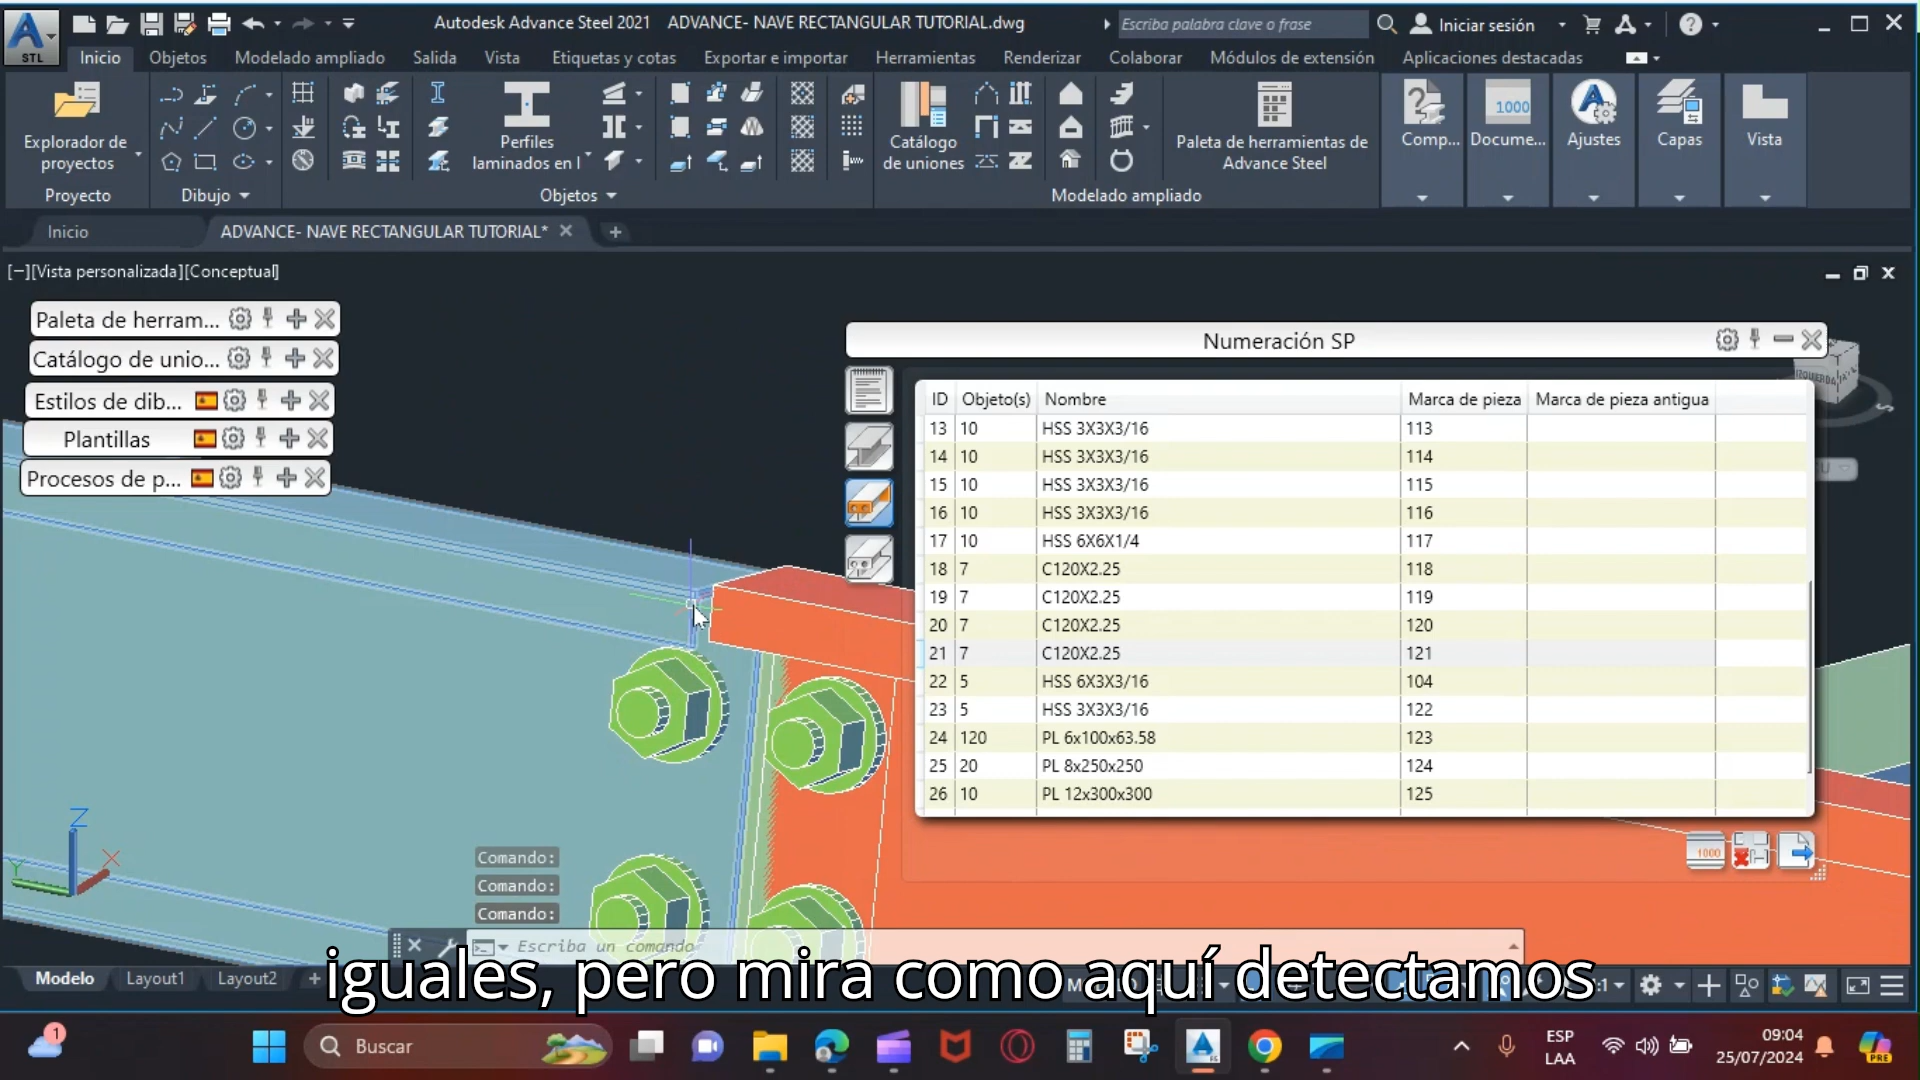 Autodesk Advance Steel 2021 ADVANCE- NAVE RECTANGULAR TUTORIAL.dwg
Escriba palabra clave o frase
Iniciar sesión
STL
Inicio Objetos Modelado ampliado Salida Vista Etiquetas y cotas Exportar e importar Herramientas Renderizar Colaborar Módulos de extensión Aplicaciones destacadas
Explorador de
proyectos
Perfiles
laminados en I
Catálogo
de uniones
Paleta de herramientas de
Advance Steel
Comp...
1000
Docume...
Ajustes
Capas
Vista
Proyecto Dibujo Objetos Modelado ampliado
Inicio ADVANCE- NAVE RECTANGULAR TUTORIAL*
[−][Vista personalizada][Conceptual]
Paleta de herram...
Catálogo de unio...
Estilos de dib...
Plantillas
Procesos de p...
Numeración SP
ID Objeto(s) Nombre Marca de pieza Marca de pieza antigua
13 10 HSS 3X3X3/16 113
14 10 HSS 3X3X3/16 114
15 10 HSS 3X3X3/16 115
16 10 HSS 3X3X3/16 116
17 10 HSS 6X6X1/4 117
18 7 C120X2.25 118
19 7 C120X2.25 119
20 7 C120X2.25 120
21 7 C120X2.25 121
22 5 HSS 6X3X3/16 104
23 5 HSS 3X3X3/16 122
24 120 PL 6x100x63.58 123
25 20 PL 8x250x250 124
26 10 PL 12x300x300 125
1000
Z
X
Y
Comando:
Comando:
Comando:
Escriba un comando
iguales, pero mira como aquí detectamos
Modelo Layout1 Layout2
1
Buscar
ESP
LAA
09:04
25/07/2024
PRE